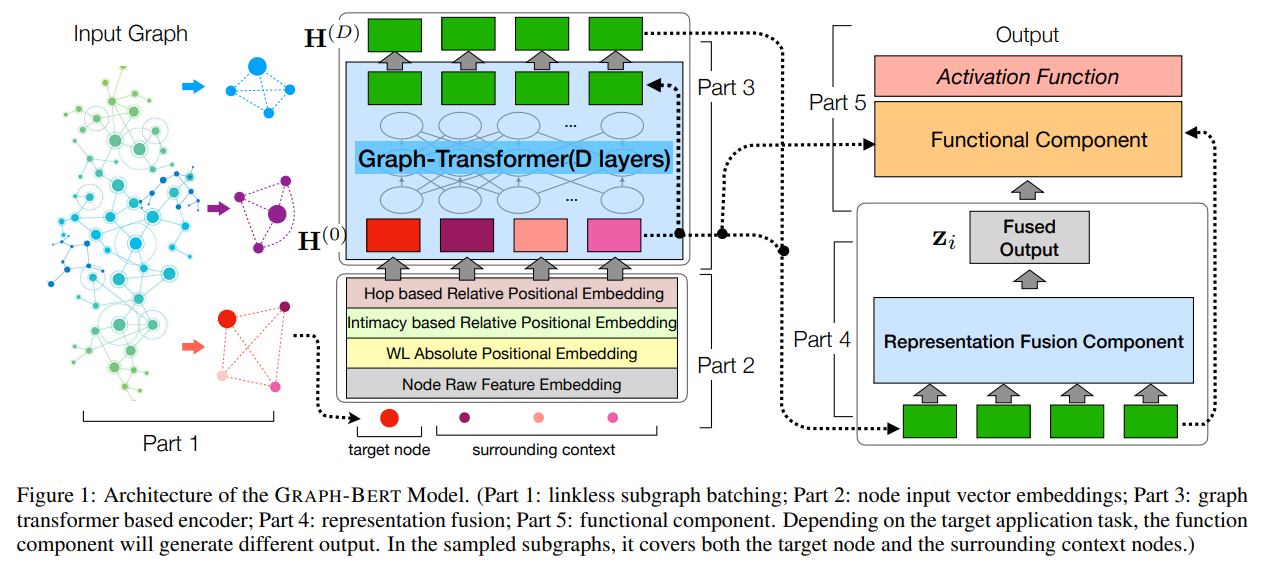 Input Graph
Part 1
H(D)
Part 3
Graph-Transformer(D layers)
...
...
H(0)
Hop based Relative Positional Embedding
Intimacy based Relative Positional Embedding
WL Absolute Positional Embedding
Node Raw Feature Embedding
Part 2
target node
surrounding context
Output
Part 5
Activation Function
Functional Component
z_i
Fused
Output
Part 4
Representation Fusion Component
Figure 1: Architecture of the GRAPH-BERT Model. (Part 1: linkless subgraph batching; Part 2: node input vector embeddings; Part 3: graph
transformer based encoder; Part 4: representation fusion; Part 5: functional component. Depending on the target application task, the function
component will generate different output. In the sampled subgraphs, it covers both the target node and the surrounding context nodes.)